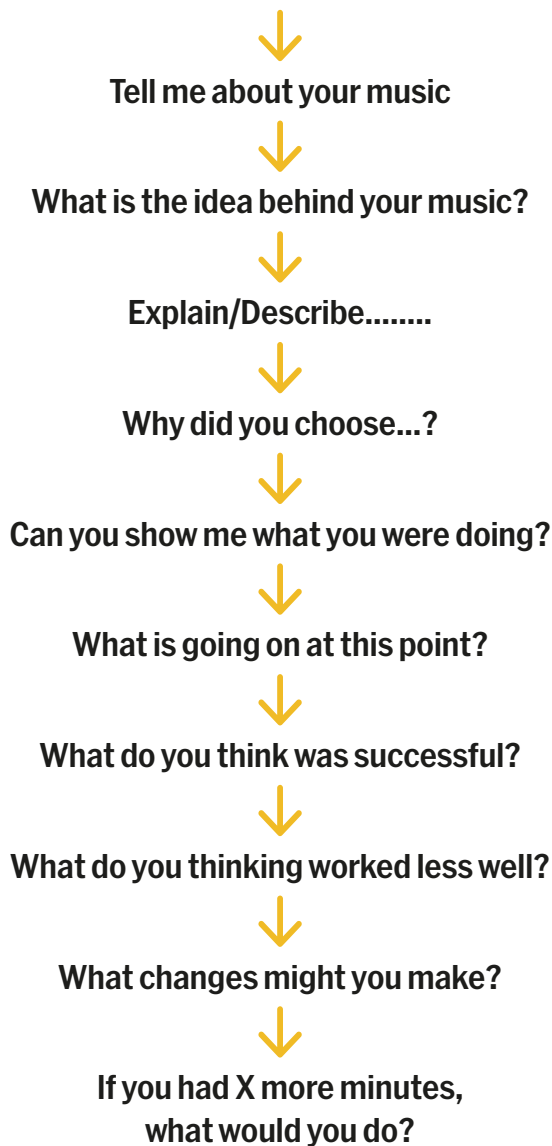 Tell me about your music
What is the idea behind your music?
Explain/Describe........
Why did you choose...?
Can you show me what you were doing?
What is going on at this point?
What do you think was successful?
What do you thinking worked less well?
What changes might you make?
If you had X more minutes,
what would you do?